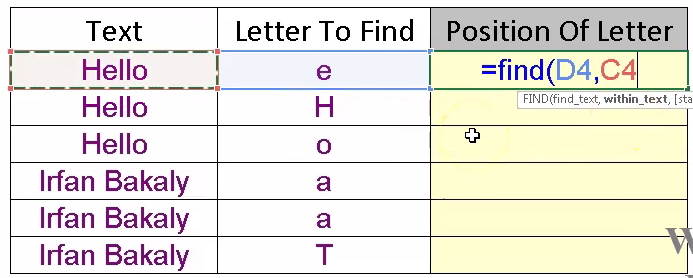 Text Letter To Find Position Of Letter
Hello e =find(D4,C4
FIND(find_text, within_text, [sta
Hello H
Hello o
Irfan Bakaly a
Irfan Bakaly a
Irfan Bakaly T